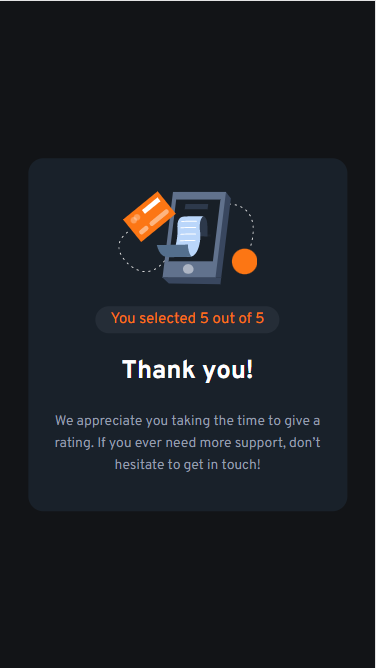 You selected 5 out of 5
Thank you!
We appreciate you taking the time to give a
rating. If you ever need more support, don't
hesitate to get in touch!